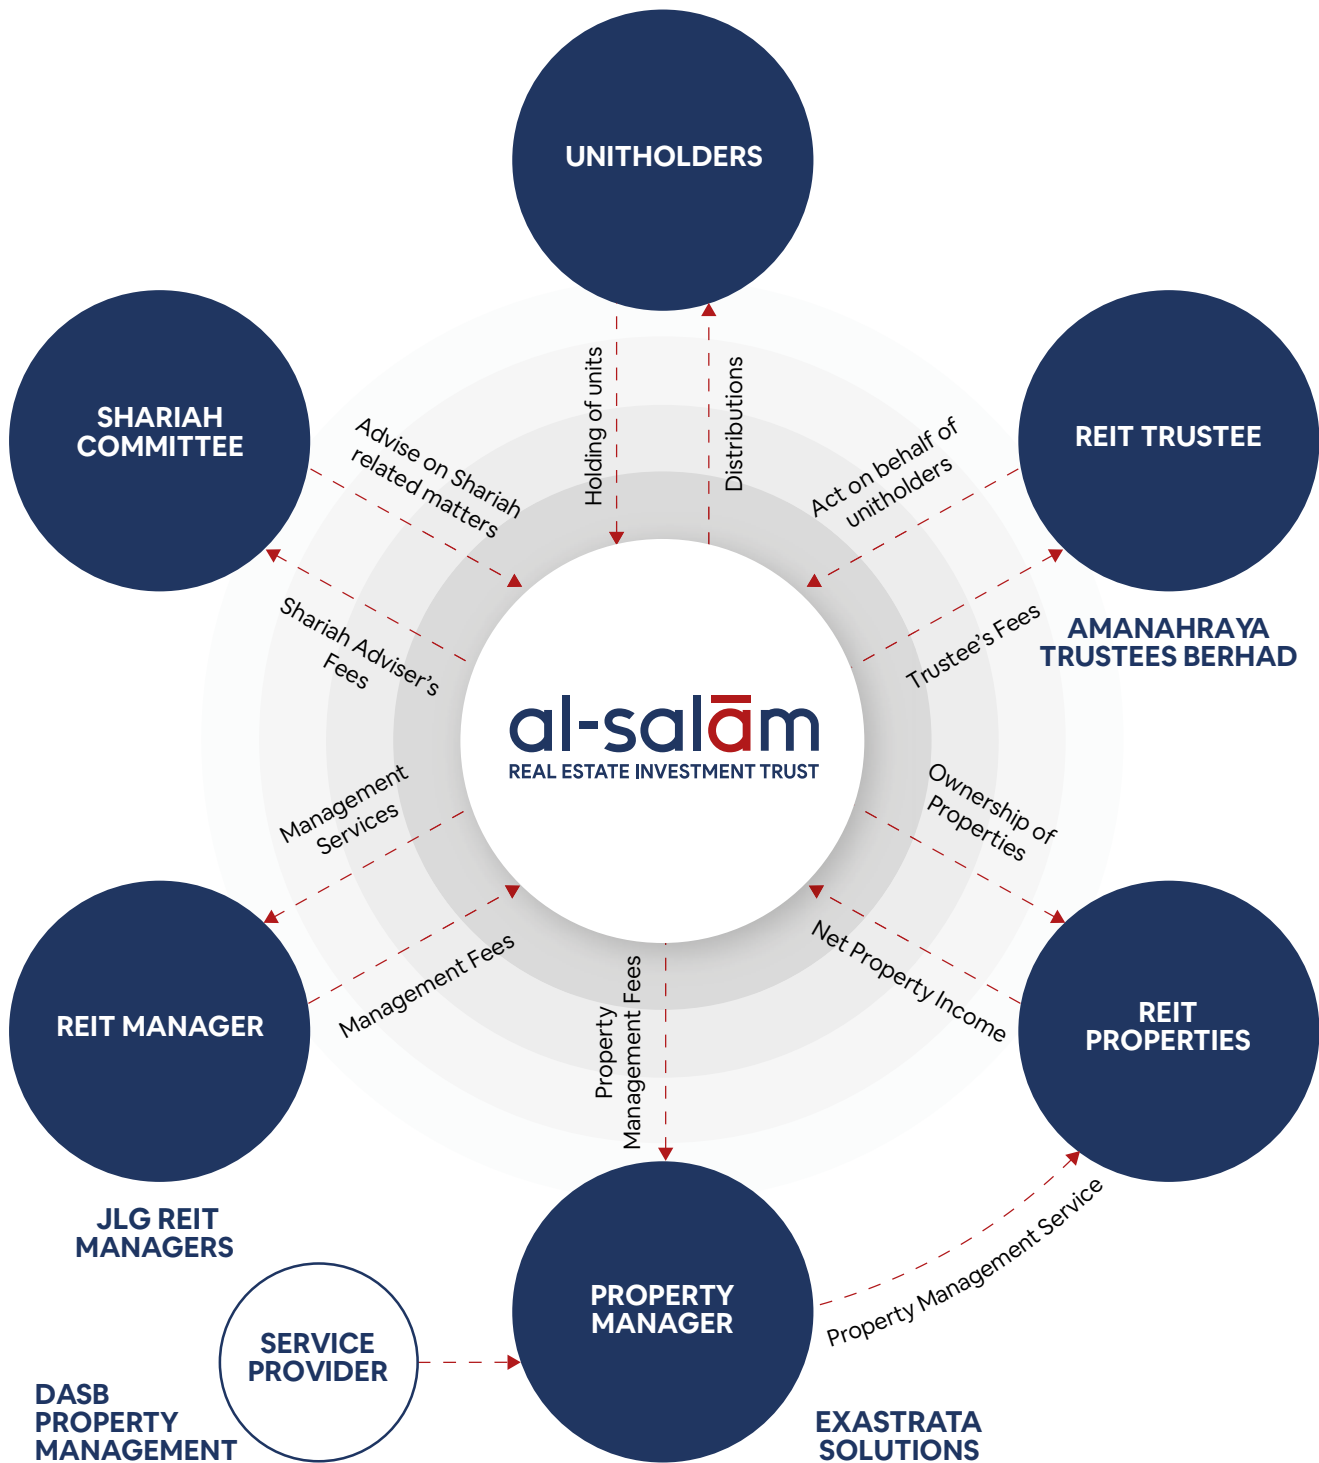 UNITHOLDERS
SHARIAH
COMMITTEE
REIT TRUSTEE
AMANAHRAYA
TRUSTEES BERHAD
Holding of units
Distributions
Advise on Shariah
related matters
Act on behalf of
unitholders
Shariah Adviser's
Fees
Trustee's Fees
al-salām
REAL ESTATE INVESTMENT TRUST
Management
Services
Ownership of
Properties
Management Fees
Net Property Income
Property
Management Fees
REIT MANAGER
JLG REIT
MANAGERS
REIT
PROPERTIES
Property Management Service
PROPERTY
MANAGER
SERVICE
PROVIDER
DASB
PROPERTY
MANAGEMENT
EXASTRATA
SOLUTIONS